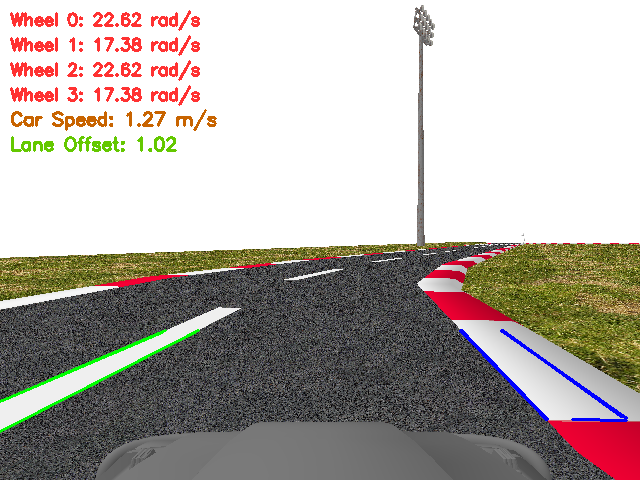 Wheel 0: 22.62 rad/s
Wheel 1: 17.38 rad/s
Wheel 2: 22.62 rad/s
Wheel 3: 17.38 rad/s
Car Speed: 1.27 m/s
Lane Offset: 1.02